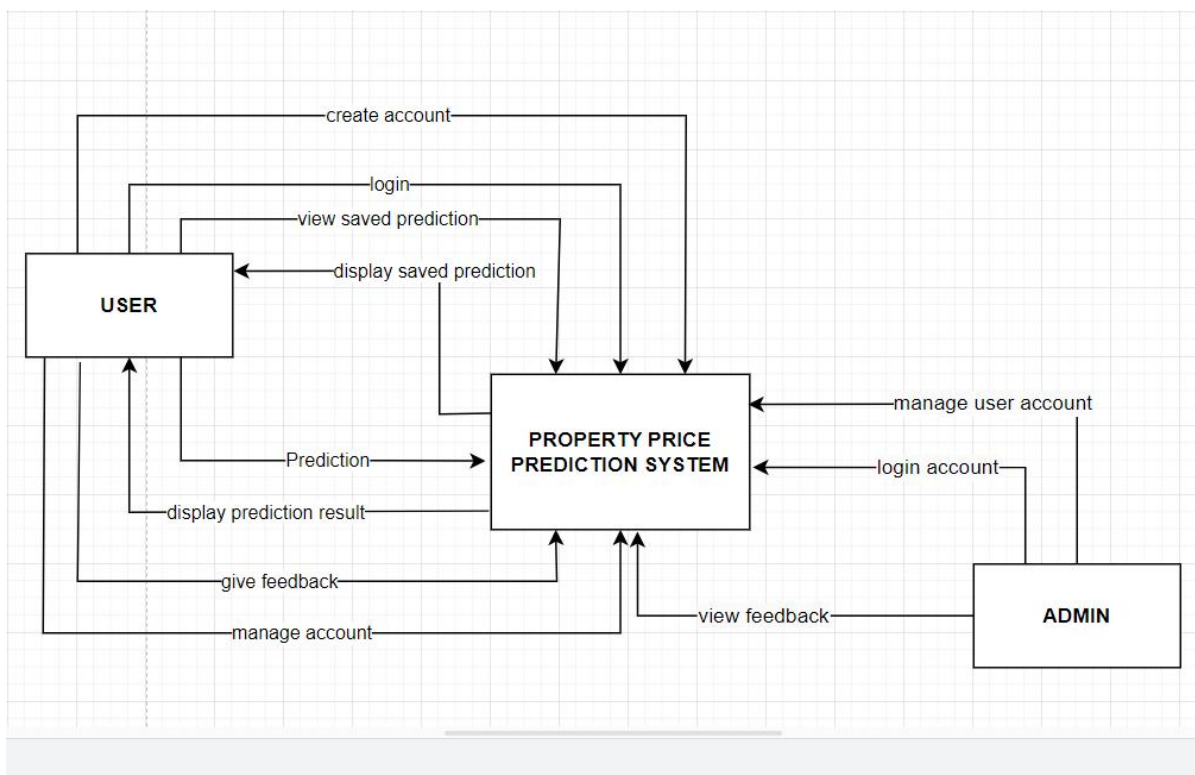 create account
login
view saved prediction
display saved prediction
USER
manage user account
PROPERTY PRICE
PREDICTION SYSTEM
Prediction
login account
display prediction result
give feedback
view feedback
ADMIN
manage account